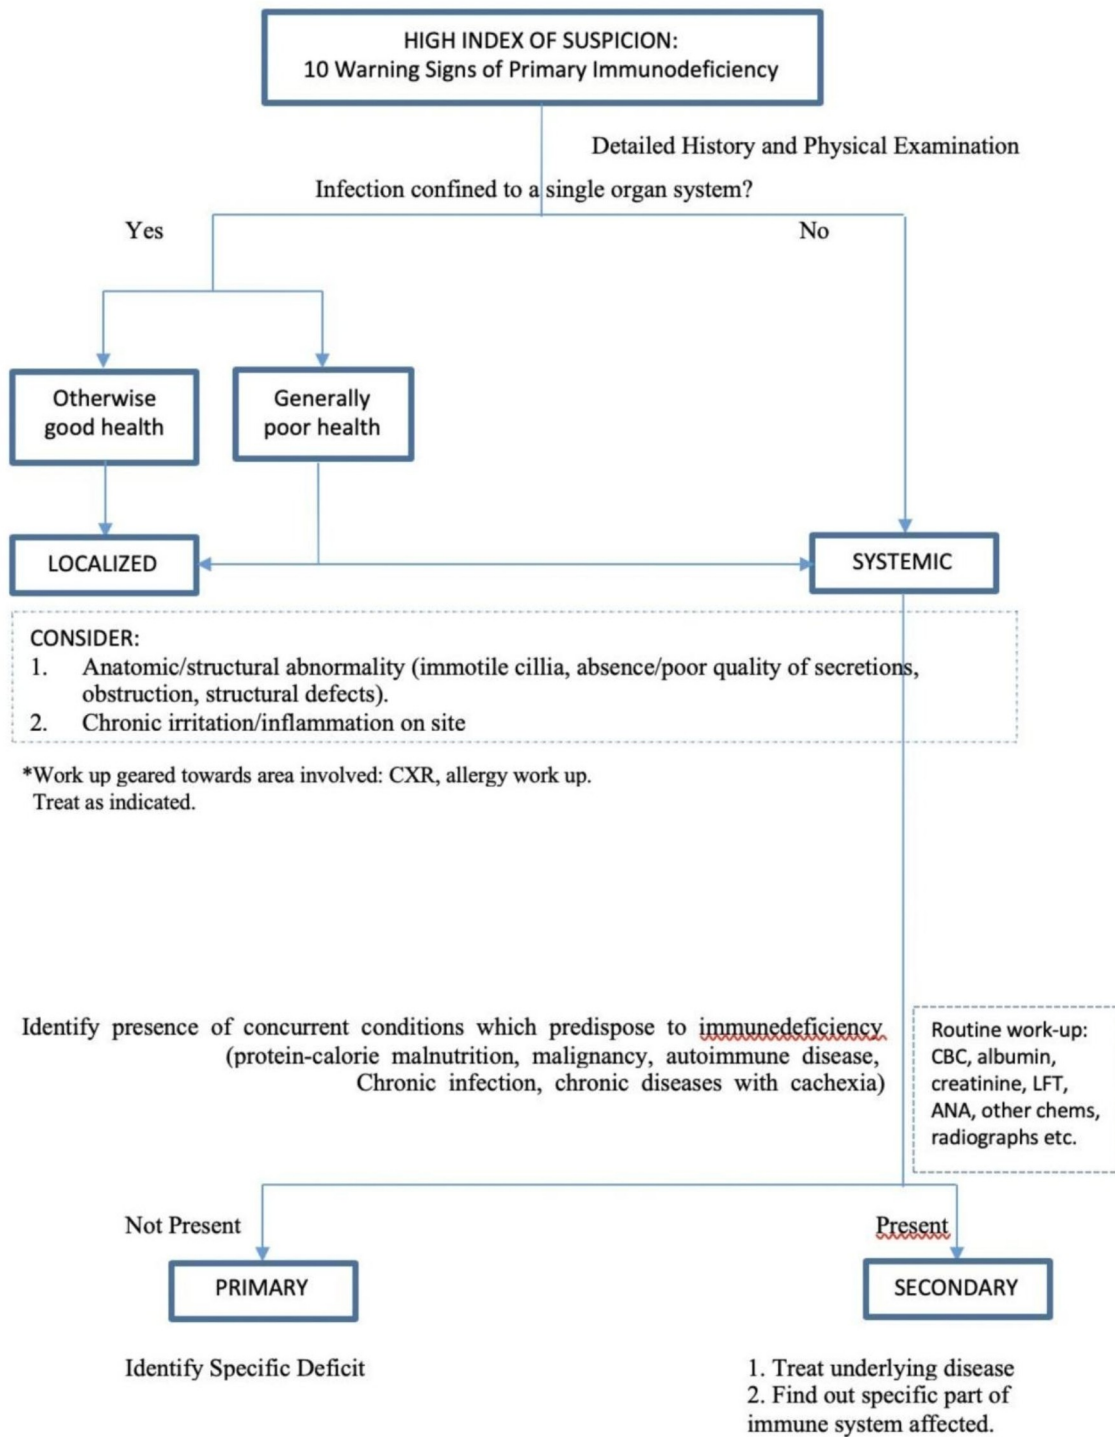 HIGH INDEX OF SUSPICION:
10 Warning Signs of Primary Immunodeficiency
Detailed History and Physical Examination
Infection confined to a single organ system?
Yes
No
Otherwise
good health
Generally
poor health
LOCALIZED
SYSTEMIC
CONSIDER:
1. Anatomic/structural abnormality (immotile cillia, absence/poor quality of secretions,
obstruction, structural defects).
2. Chronic irritation/inflammation on site
*Work up geared towards area involved: CXR, allergy work up.
Treat as indicated.
Identify presence of concurrent conditions which predispose to immunedeficiency
(protein-calorie malnutrition, malignancy, autoimmune disease,
Chronic infection, chronic diseases with cachexia)
Routine work-up:
CBC, albumin,
creatinine, LFT,
ANA, other chems,
radiographs etc.
Not Present
Present
PRIMARY
SECONDARY
Identify Specific Deficit
1. Treat underlying disease
2. Find out specific part of
immune system affected.